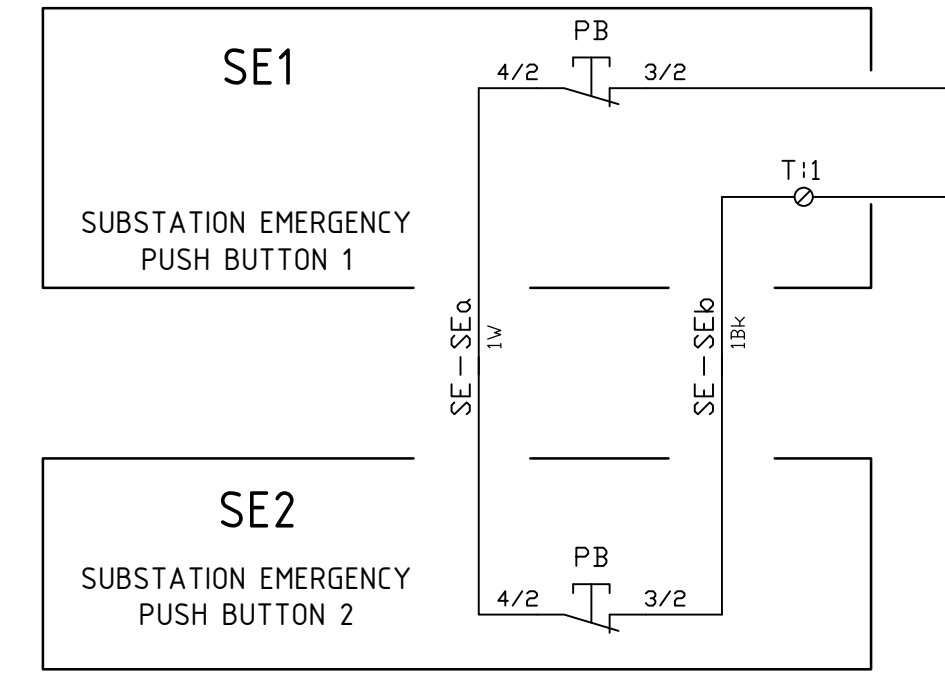 PB
SE1
4/2
3/2
T:1
SUBSTATION EMERGENCY
PUSH BUTTON 1
SE-SEa
1W
SE-SEb
1Bk
SE2
PB
SUBSTATION EMERGENCY
PUSH BUTTON 2
4/2
3/2